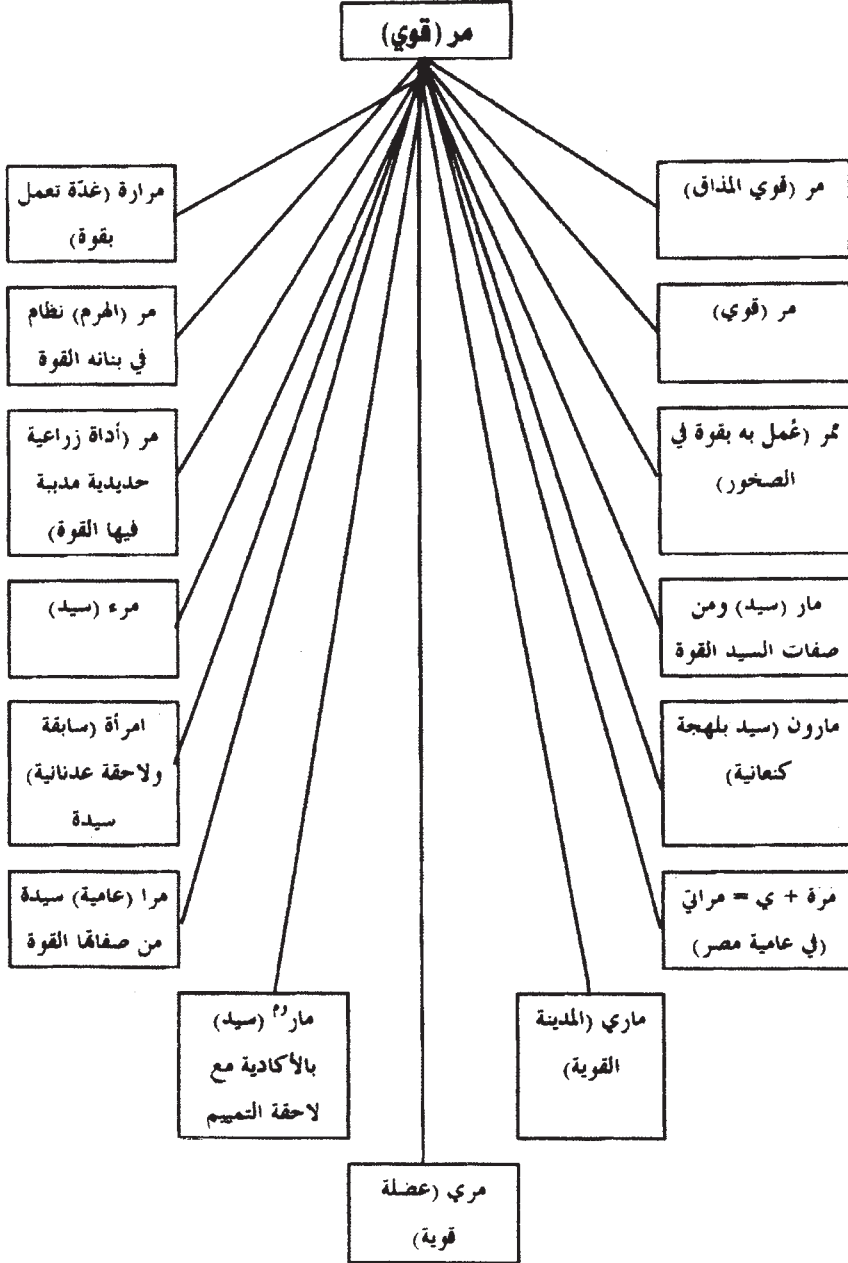 مر (قوي)
مر (قوي المذاق)
مر (قوي)
ممر (عُمل به بقوة في
الصخور)
مار (سيد) ومن
صفات السيد القوة
مارون (سيد بلهجة
كنعانية)
مرة + ي = مراتي
(في عامية مصر)
ماري (المدينة
القوية)
مري (عضلة
قوية)
مرارة (غدّة تعمل
بقوة)
مر (الهرم) نظام
في بنائه القوة
مر (أداة زراعية
حديدية مدببة
فيها القوة)
مرء (سيد)
امرأة (سابقة
ولاحقة عدنانية)
سيدة
مرا (عامية) سيدة
من صفاتها القوة
مار وم (سيد)
بالأكادية مع
لاحقة التمييم